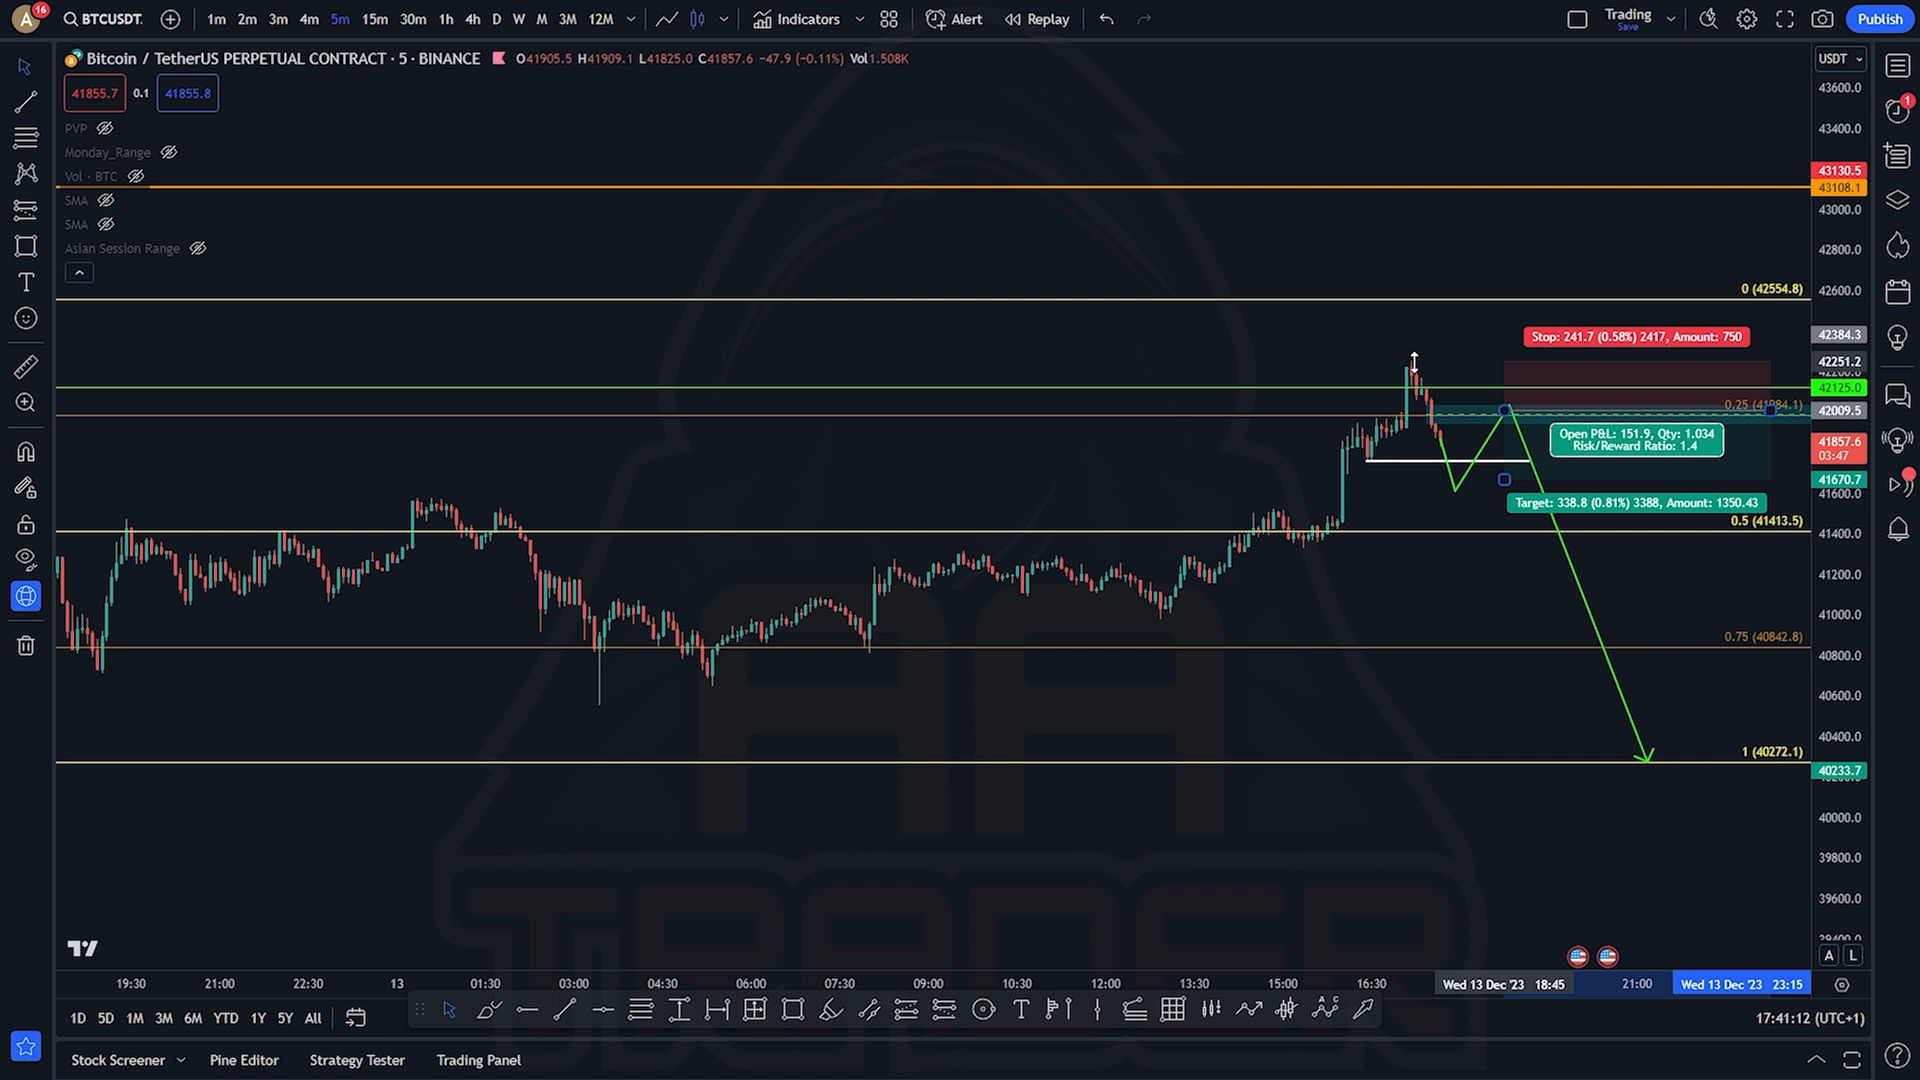 A 16 BTCUSDT. 1m 2m 3m 4m 5m 15m 30m 1h 4h D W M 3M 12M Indicators Alert Replay Trading Save Publish
Bitcoin / TetherUS PERPETUAL CONTRACT · 5 · BINANCE O41905.5 H41909.1 L41825.0 C41857.6 −47.9 (−0.11%) Vol1.508K
USDT
41855.7 0.1 41855.8
PVP
Monday_Range
Vol · BTC
SMA
SMA
Asian Session Range
43600.0
43400.0
43130.5
43108.1
43000.0
42800.0
0 (42554.8)
42600.0
Stop: 241.7 (0.58%) 2417, Amount: 750
42384.3
42251.2
42125.0
42009.5
Open P&L: 151.9, Qty: 1.034
Risk/Reward Ratio: 1.4
41857.6
03:47
41670.7
Target: 338.8 (0.81%) 3388, Amount: 1350.43
41600.0
0.5 (41413.5)
41400.0
41200.0
41000.0
0.75 (40842.8)
40800.0
40600.0
40400.0
1 (40272.1)
40233.7
40000.0
39800.0
39600.0
AA
TRADER
A L
1
19:30 21:00 22:30 13 01:30 03:00 04:30 06:00 07:30 09:00 10:30 12:00 13:30 15:00 16:30 Wed 13 Dec '23 18:45 21:00 Wed 13 Dec '23 23:15
1D 5D 1M 3M 6M YTD 1Y 5Y All
17:41:12 (UTC+1)
Stock Screener Pine Editor Strategy Tester Trading Panel